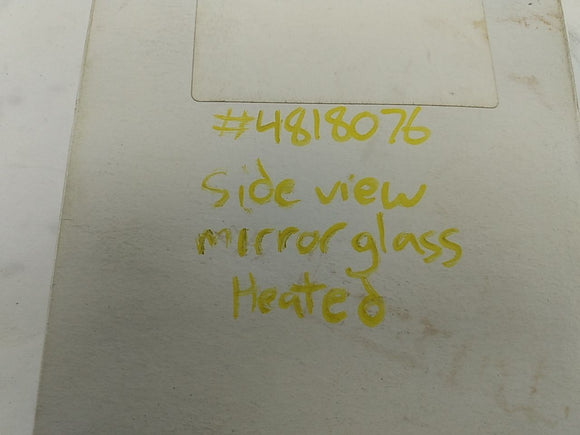 #4818076
Side view
mirror glass
Heated